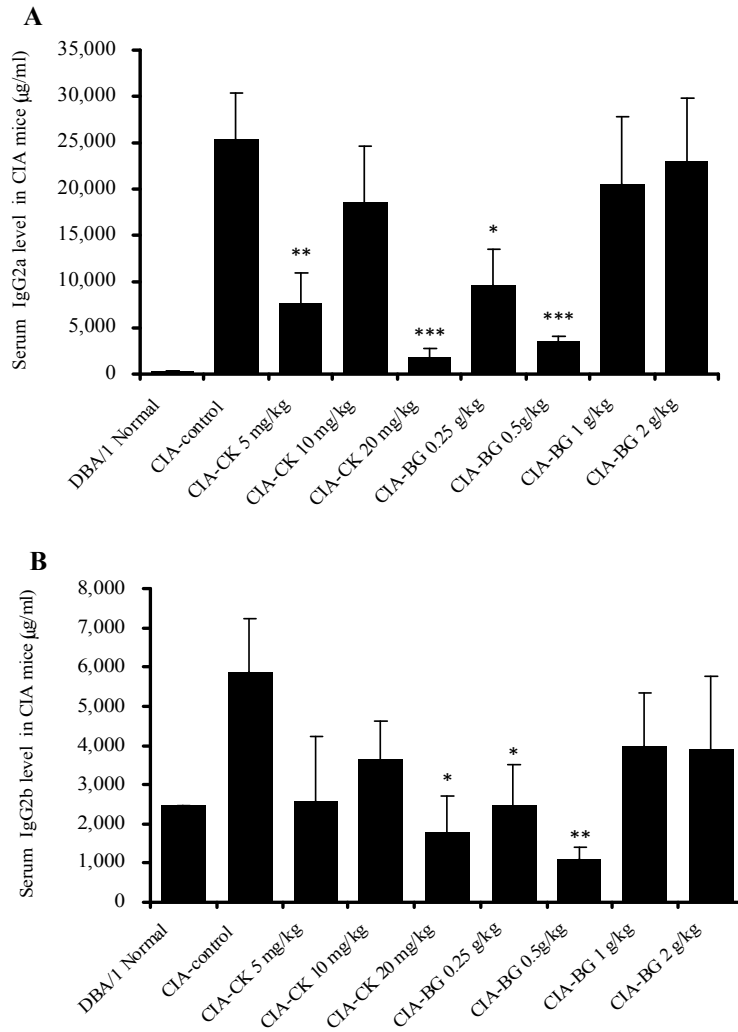 A
Serum IgG2a level in CIA mice (µg/ml)
35,000
30,000
25,000
20,000
15,000
10,000
5,000
0
**
***
*
***
DBA/1 Normal
CIA-control
CIA-CK 5 mg/kg
CIA-CK 10 mg/kg
CIA-CK 20 mg/kg
CIA-BG 0.25 g/kg
CIA-BG 0.5g/kg
CIA-BG 1 g/kg
CIA-BG 2 g/kg
B
Serum IgG2b level in CIA mice (µg/ml)
8,000
7,000
6,000
5,000
4,000
3,000
2,000
1,000
0
*
*
**
DBA/1 Normal
CIA-control
CIA-CK 5 mg/kg
CIA-CK 10 mg/kg
CIA-CK 20 mg/kg
CIA-BG 0.25 g/kg
CIA-BG 0.5g/kg
CIA-BG 1 g/kg
CIA-BG 2 g/kg